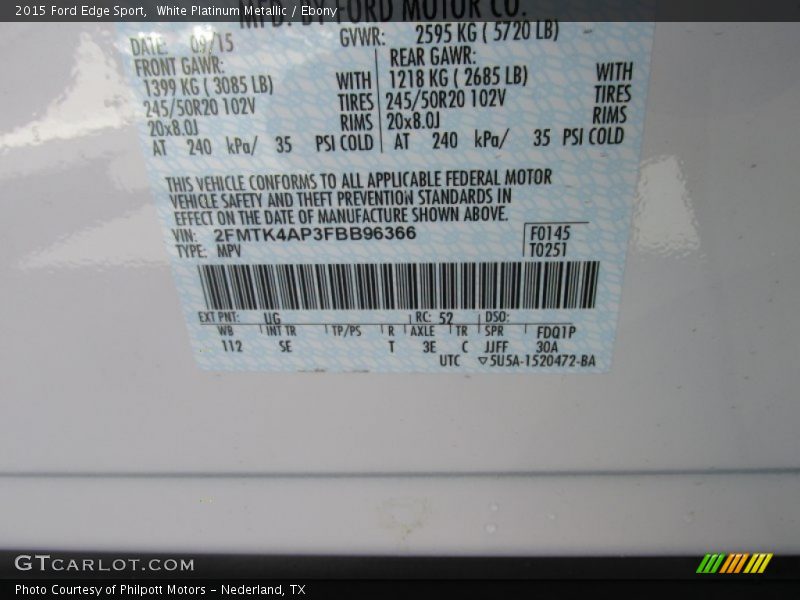 2015 Ford Edge Sport,  White Platinum Metallic / Ebony
MFD. BY FORD MOTOR CO.
DATE: 09/15 GVWR: 2595 KG ( 5720 LB)
FRONT GAWR: REAR GAWR:
1399 KG ( 3085 LB) WITH 1218 KG ( 2685 LB) WITH
245/50R20 102V TIRES 245/50R20 102V TIRES
20x8.0J RIMS 20x8.0J RIMS
AT 240 kPa/ 35 PSI COLD AT 240 kPa/ 35 PSI COLD
THIS VEHICLE CONFORMS TO ALL APPLICABLE FEDERAL MOTOR
VEHICLE SAFETY AND THEFT PREVENTION STANDARDS IN
EFFECT ON THE DATE OF MANUFACTURE SHOWN ABOVE.
VIN: 2FMTK4AP3FBB96366 F0145
TYPE: MPV T0251
EXT PNT: UG RC: 52 DSO:
WB INT TR TP/PS R AXLE TR SPR FDQ1P
112 SE T 3E C JJFF 30A
UTC ▽5U5A-1520472-BA
GTCARLOT.COM
Photo Courtesy of Philpott Motors - Nederland, TX